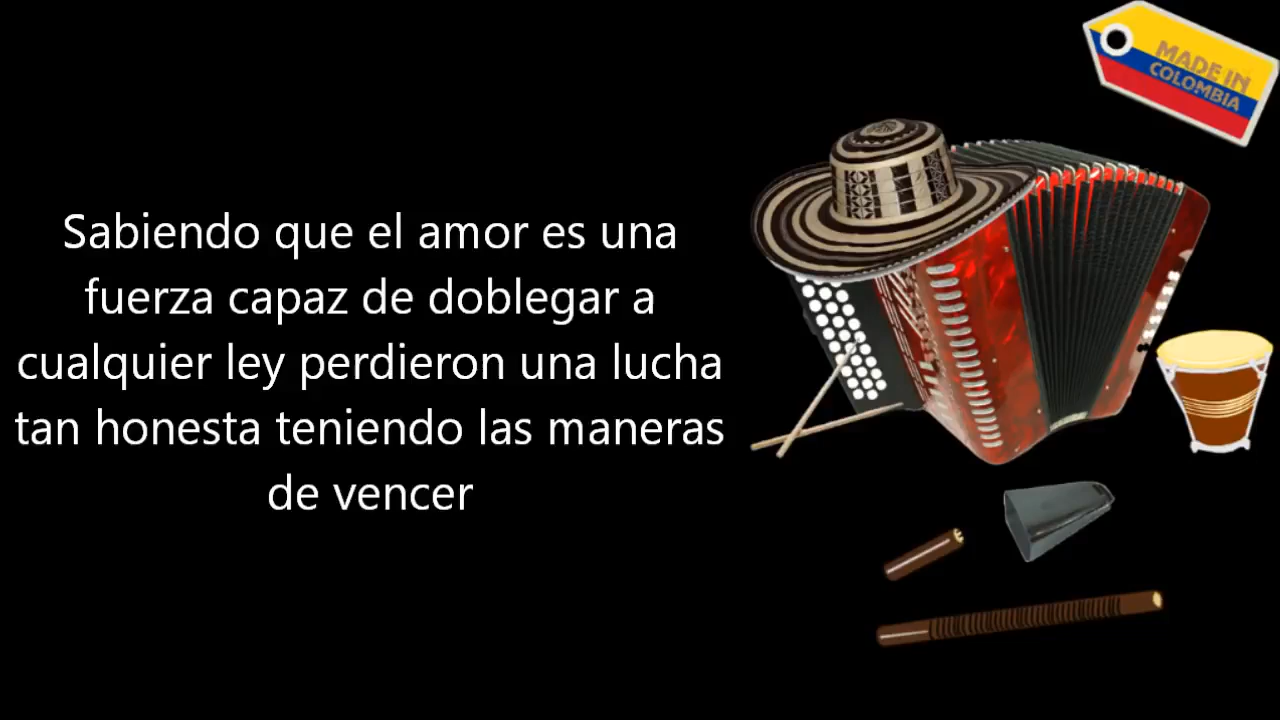 MADE IN
COLOMBIA
Sabiendo que el amor es una
fuerza capaz de doblegar a
cualquier ley perdieron una lucha
tan honesta teniendo las maneras
de vencer